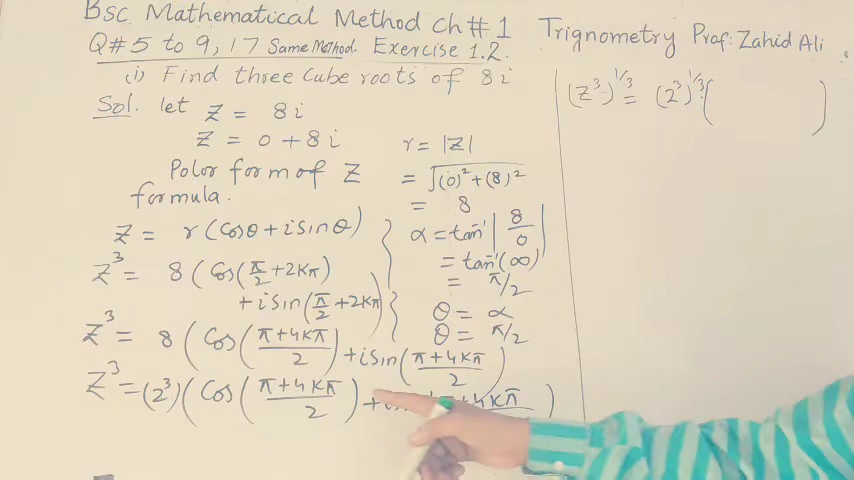 Bsc Mathematical Method Ch # 1 Trignometry Prof: Zahid Ali
Q#5 to 9, 17 Same Method. Exercise 1.2.
(i) Find three Cube roots of 8i
Sol. let Z = 8i
Z = 0 + 8i
Polor form of Z
formula.
Z = r (Cosθ + i Sinθ)
Z³ = 8 (Cos(π/2 + 2Kπ)
+ i Sin(π/2 + 2Kπ)
Z³ = 8 (Cos((π+4Kπ)/2) + i Sin((π+4Kπ)/2)
Z³ = (2³)(Cos((π+4Kπ)/2) +
π+4Kπ)
r = |Z|
= √((0)² + (8)²
= 8
α = tan⁻¹ |8/0|
= tan⁻¹(∞)
= π/2
θ = α
θ = π/2
(Z³)^1/3 = (2³)^1/3 ( )